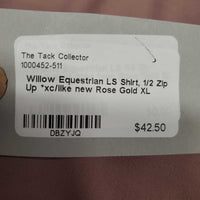 The Tack Collector
1000452-511
Willow Equestrian LS Shirt, 1/2 Zip
Up *xc/like new Rose Gold XL
DBZYJQ
$42.50